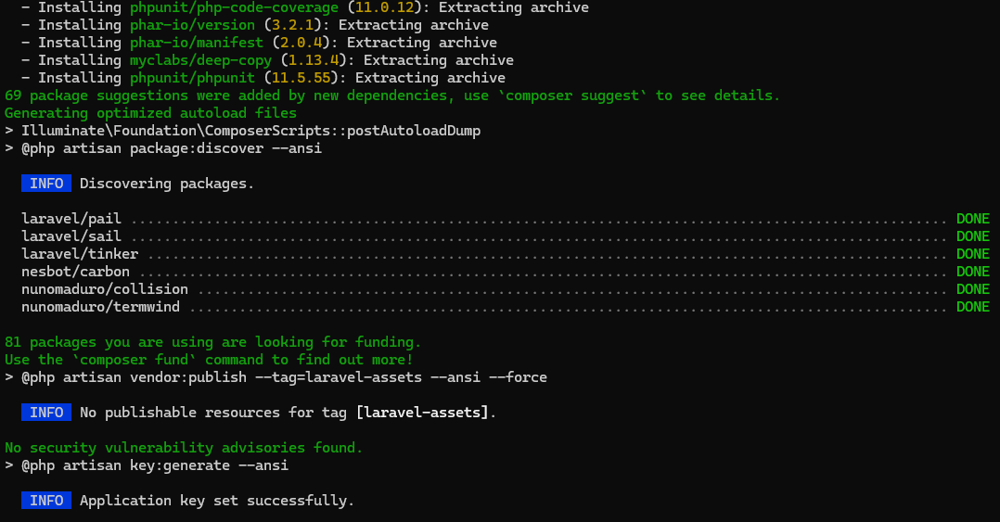 - Installing phpunit/php-code-coverage (11.0.12): Extracting archive
- Installing phar-io/version (3.2.1): Extracting archive
- Installing phar-io/manifest (2.0.4): Extracting archive
- Installing myclabs/deep-copy (1.13.4): Extracting archive
- Installing phpunit/phpunit (11.5.55): Extracting archive
69 package suggestions were added by new dependencies, use `composer suggest` to see details.
Generating optimized autoload files
> Illuminate\Foundation\ComposerScripts::postAutoloadDump
> @php artisan package:discover --ansi
INFO Discovering packages.
laravel/pail .................................................................................................. DONE
laravel/sail .................................................................................................. DONE
laravel/tinker ................................................................................................ DONE
nesbot/carbon ................................................................................................. DONE
nunomaduro/collision .......................................................................................... DONE
nunomaduro/termwind ........................................................................................... DONE
81 packages you are using are looking for funding.
Use the `composer fund` command to find out more!
> @php artisan vendor:publish --tag=laravel-assets --ansi --force
INFO No publishable resources for tag [laravel-assets].
No security vulnerability advisories found.
> @php artisan key:generate --ansi
INFO Application key set successfully.